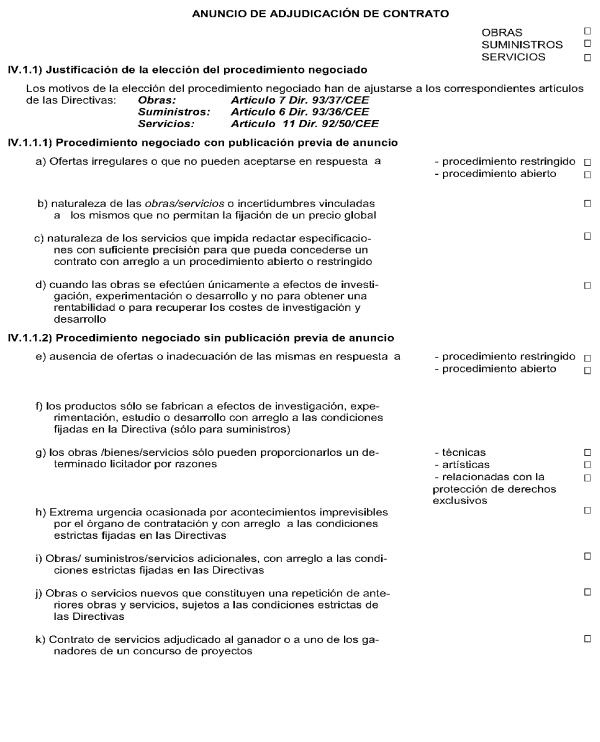 ANUNCIO DE ADJUDICACIÓN DE CONTRATO
OBRAS □
SUMINISTROS □
SERVICIOS □
IV.1.1) Justificación de la elección del procedimiento negociado
Los motivos de la elección del procedimiento negociado han de ajustarse a los correspondientes artículos
de las Directivas: Obras: Artículo 7 Dir. 93/37/CEE
Suministros: Artículo 6 Dir. 93/36/CEE
Servicios: Artículo 11 Dir. 92/50/CEE
IV.1.1.1) Procedimiento negociado con publicación previa de anuncio
a) Ofertas irregulares o que no pueden aceptarse en respuesta a - procedimiento restringido □
- procedimiento abierto □
b) naturaleza de las obras/servicios o incertidumbres vinculadas □
a los mismos que no permitan la fijación de un precio global
c) naturaleza de los servicios que impida redactar especificacio- □
nes con suficiente precisión para que pueda concederse un
contrato con arreglo a un procedimiento abierto o restringido
d) cuando las obras se efectúen únicamente a efectos de investi- □
gación, experimentación o desarrollo y no para obtener una
rentabilidad o para recuperar los costes de investigación y
desarrollo
IV.1.1.2) Procedimiento negociado sin publicación previa de anuncio
e) ausencia de ofertas o inadecuación de las mismas en respuesta a - procedimiento restringido □
- procedimiento abierto □
f) los productos sólo se fabrican a efectos de investigación, expe-
rimentación, estudio o desarrollo con arreglo a las condiciones
fijadas en la Directiva (sólo para suministros)
g) los obras /bienes/servicios sólo pueden proporcionarlos un de- - técnicas □
terminado licitador por razones - artísticas □
- relacionadas con la □
protección de derechos
exclusivos
h) Extrema urgencia ocasionada por acontecimientos imprevisibles □
por el órgano de contratación y con arreglo a las condiciones
estrictas fijadas en las Directivas
i) Obras/ suministros/servicios adicionales, con arreglo a las condi- □
ciones estrictas fijadas en las Directivas
j) Obras o servicios nuevos que constituyen una repetición de ante- □
riores obras y servicios, sujetos a las condiciones estrictas de
las Directivas
k) Contrato de servicios adjudicado al ganador o a uno de los ga- □
nadores de un concurso de proyectos